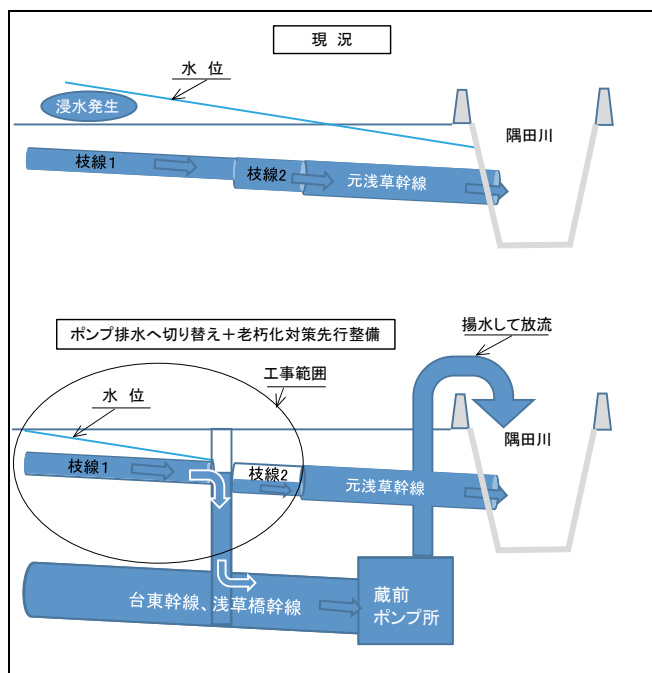 現 況
水 位
浸水発生
隅田川
枝線1
枝線2
元浅草幹線
ポンプ排水へ切り替え＋老朽化対策先行整備
揚水して放流
工事範囲
水 位
隅田川
枝線1
枝線2
元浅草幹線
台東幹線、浅草橋幹線
蔵前
ポンプ所